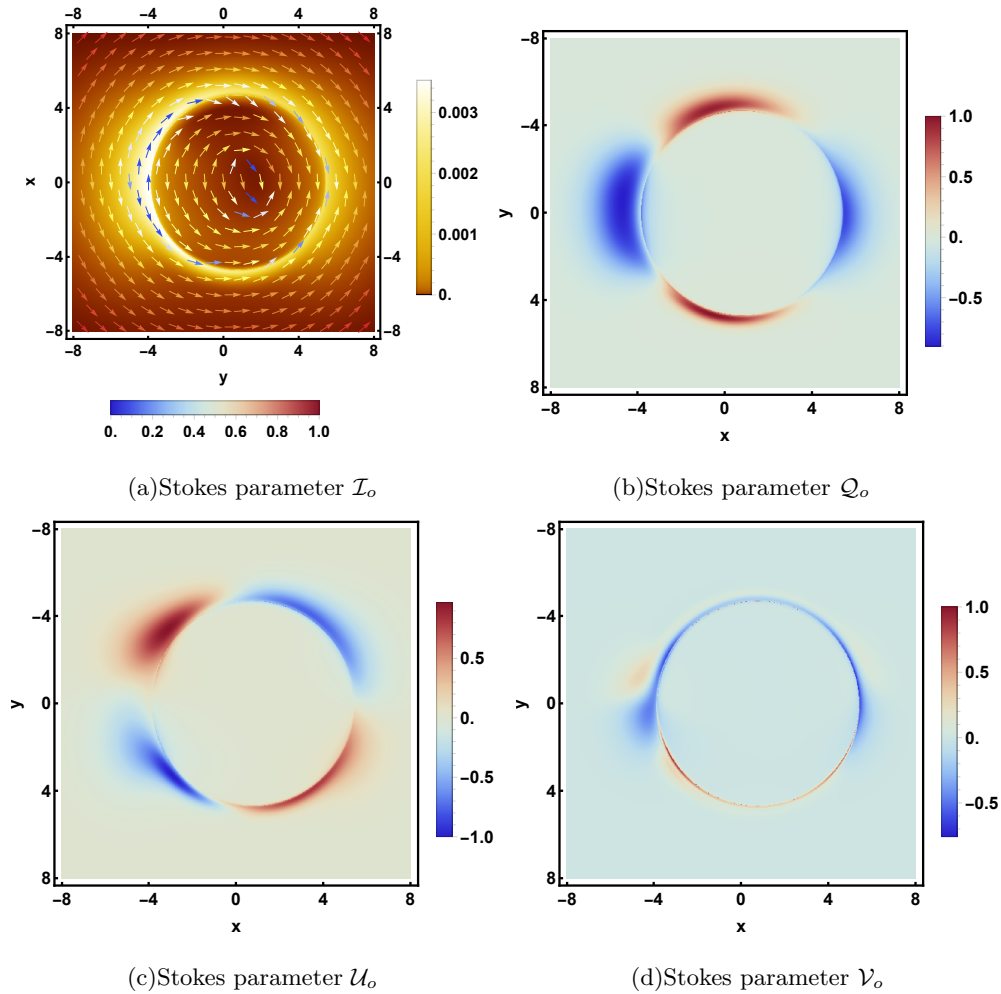 −8 −4 0 4 8
8 8
4 4
x 0 0
−4 −4
−8 −8
−8 −4 0 4 8
y
0.003
0.002
0.001
0.
0. 0.2 0.4 0.6 0.8 1.0
(a)Stokes parameter 𝓘ₒ
−8
−4
y 0
4
8
−8 −4 0 4 8
x
1.0
0.5
0.
−0.5
(b)Stokes parameter 𝓠ₒ
−8
−4
y 0
4
8
−8 −4 0 4 8
x
0.5
0.
−0.5
−1.0
(c)Stokes parameter 𝓤ₒ
−8
−4
y 0
4
8
−8 −4 0 4 8
x
1.0
0.5
0.
−0.5
(d)Stokes parameter 𝓥ₒ